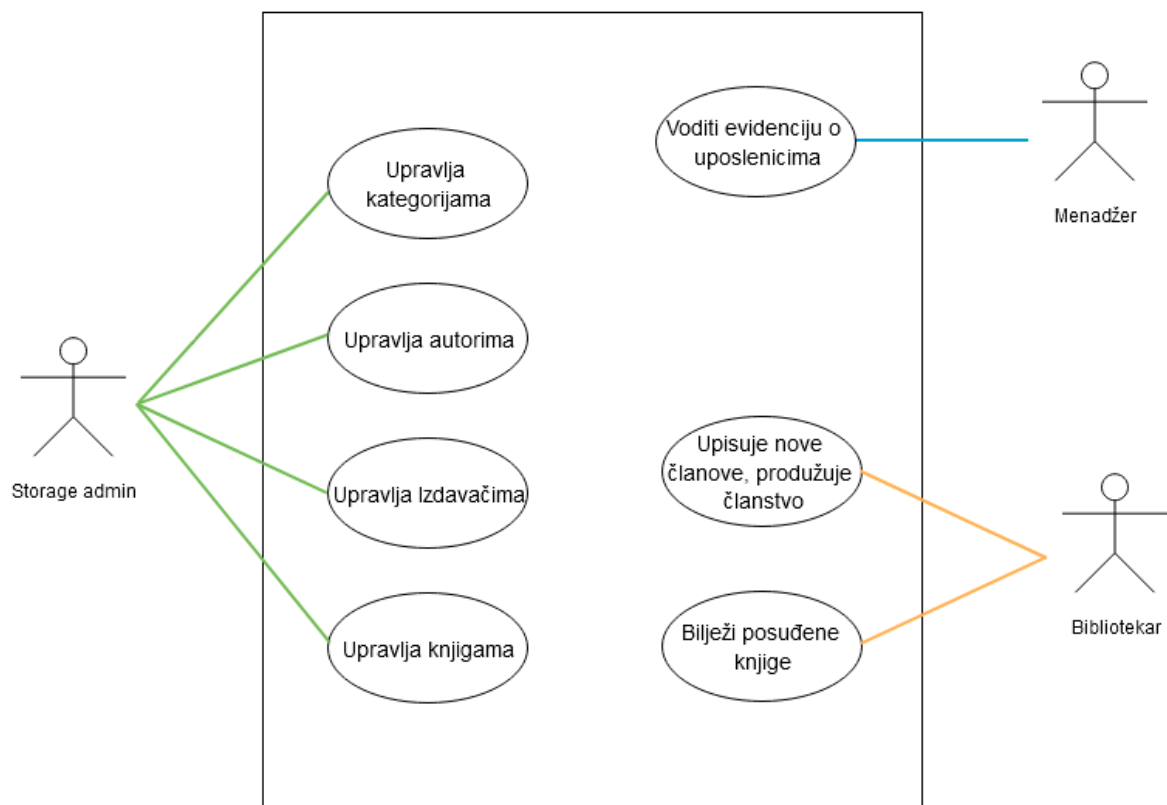 Voditi evidenciju o
uposlenicima
Menadžer
Upravlja
kategorijama
Upravlja autorima
Storage admin
Upravlja Izdavačima
Upisuje nove
članove, produžuje
članstvo
Bibliotekar
Upravlja knjigama
Bilježi posuđene
knjige